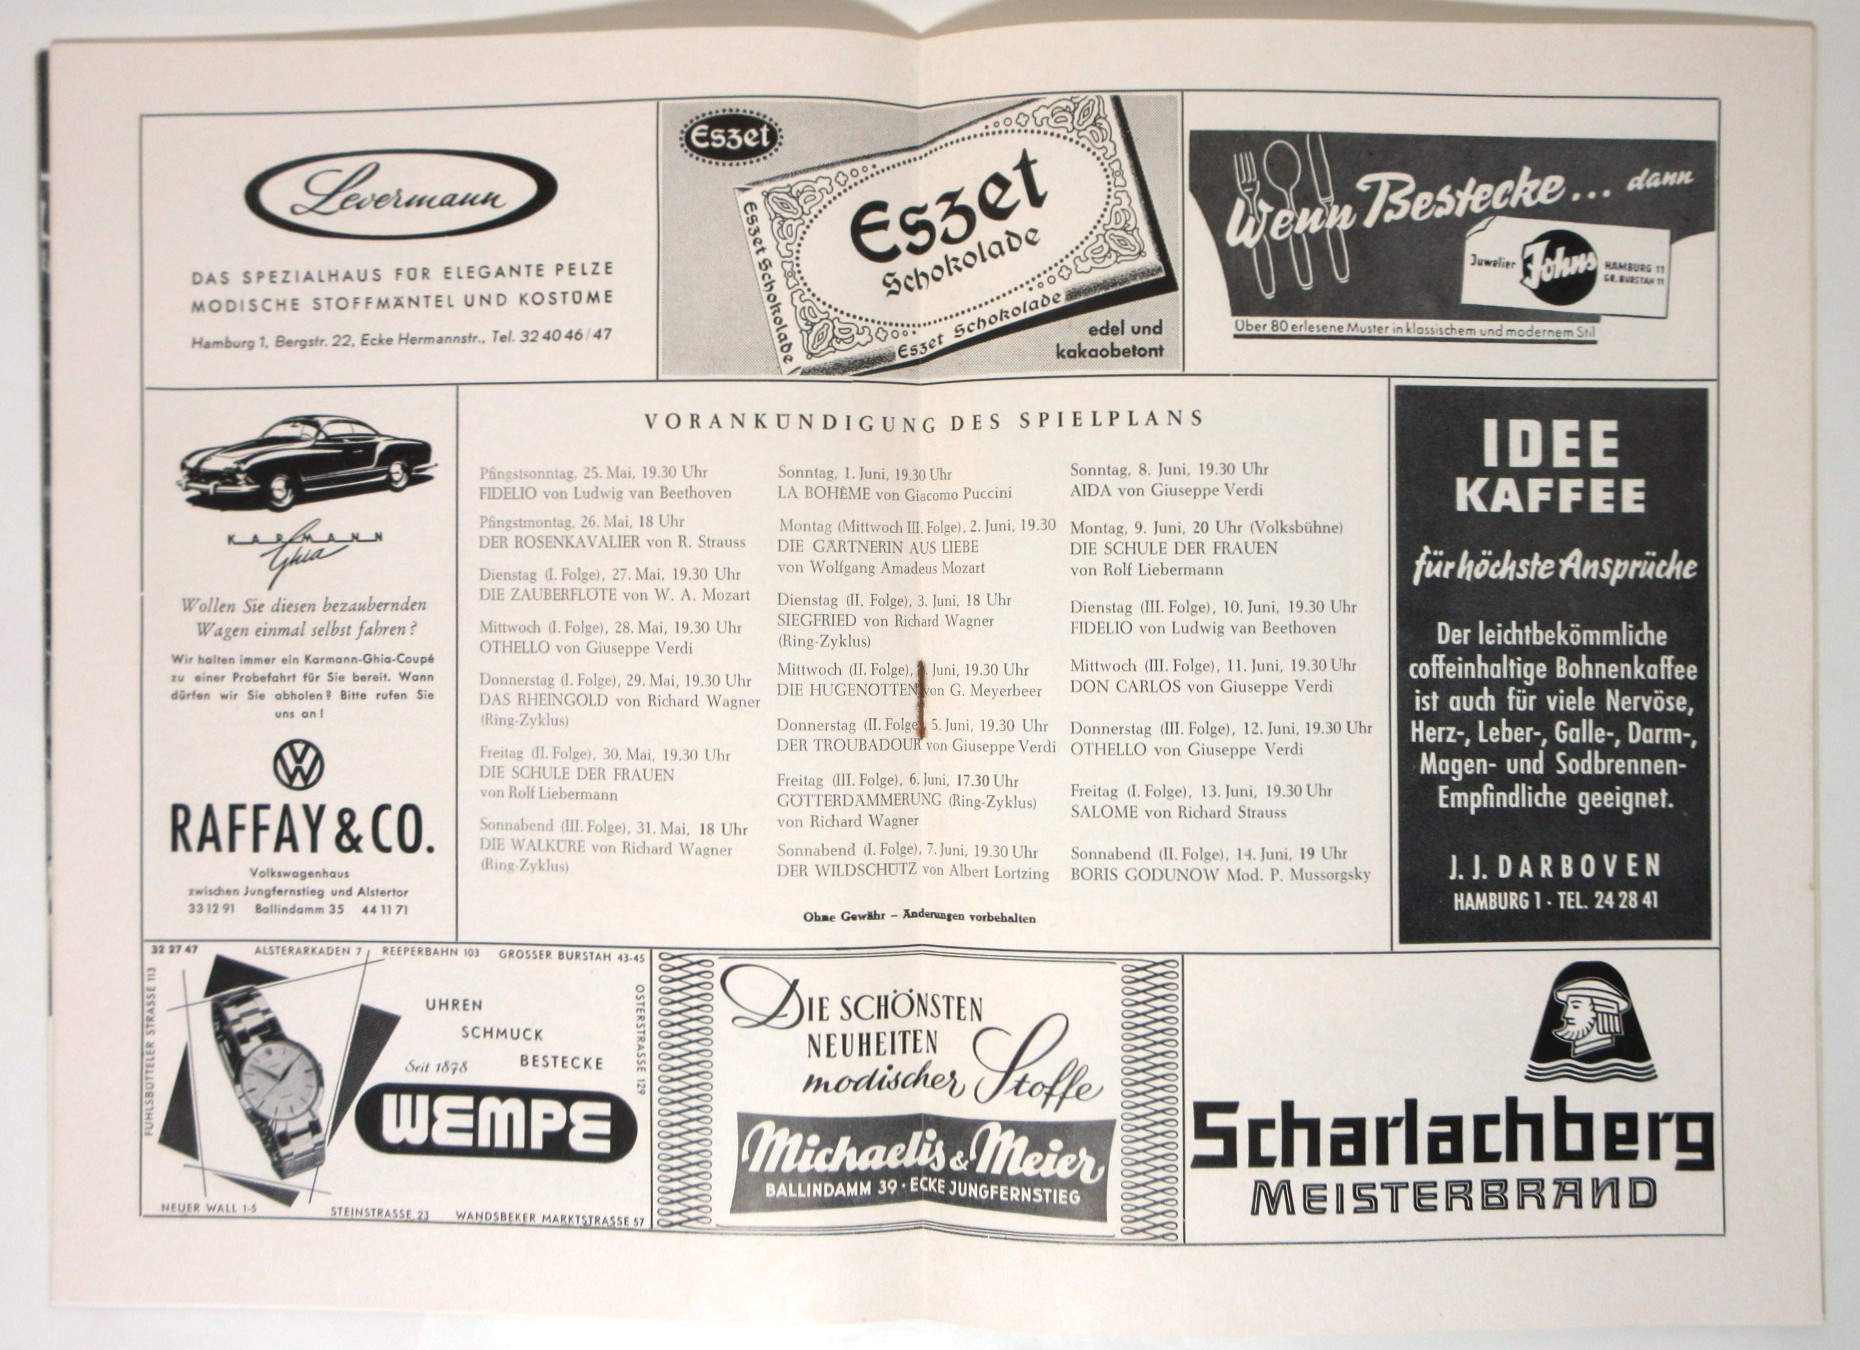 Levermann
DAS SPEZIALHAUS FÜR ELEGANTE PELZE
MODISCHE STOFFMÄNTEL UND KOSTÜME
Hamburg 1, Bergstr. 22, Ecke Hermannstr., Tel. 32 40 46/47
Eszet
Eszet
Schokolade
Eszet Schokolade
Eszet Schokolade
edel und
kakaobetont
Wenn Bestecke... dann
Juwelier Johns HAMBURG 11
GR. BURSTAH 11
Über 80 erlesene Muster in klassischem und modernem Stil
KARMANN
Ghia
Wollen Sie diesen bezaubernden
Wagen einmal selbst fahren?
Wir halten immer ein Karmann-Ghia-Coupé
zu einer Probefahrt für Sie bereit. Wann
dürfen wir Sie abholen? Bitte rufen Sie
uns an!
VW
RAFFAY & CO.
Volkswagenhaus
zwischen Jungfernstieg und Alstertor
33 12 91 Ballindamm 35 44 11 71
VORANKÜNDIGUNG DES SPIELPLANS
Pfingstsonntag, 25. Mai, 19.30 Uhr
FIDELIO von Ludwig van Beethoven
Pfingstmontag, 26. Mai, 18 Uhr
DER ROSENKAVALIER von R. Strauss
Dienstag (I. Folge), 27. Mai, 19.30 Uhr
DIE ZAUBERFLÖTE von W. A. Mozart
Mittwoch (I. Folge), 28. Mai, 19.30 Uhr
OTHELLO von Giuseppe Verdi
Donnerstag (I. Folge), 29. Mai, 19.30 Uhr
DAS RHEINGOLD von Richard Wagner
(Ring-Zyklus)
Freitag (II. Folge), 30. Mai, 19.30 Uhr
DIE SCHULE DER FRAUEN
von Rolf Liebermann
Sonnabend (III. Folge), 31. Mai, 18 Uhr
DIE WALKÜRE von Richard Wagner
(Ring-Zyklus)
Sonntag, 1. Juni, 19.30 Uhr
LA BOHÈME von Giacomo Puccini
Montag (Mittwoch III. Folge), 2. Juni, 19.30
DIE GÄRTNERIN AUS LIEBE
von Wolfgang Amadeus Mozart
Dienstag (II. Folge), 3. Juni, 18 Uhr
SIEGFRIED von Richard Wagner
(Ring-Zyklus)
Mittwoch (II. Folge), Juni, 19.30 Uhr
DIE HUGENOTTEN von G. Meyerbeer
Donnerstag (II. Folge, 5. Juni, 19.30 Uhr
DER TROUBADOUR von Giuseppe Verdi
Freitag (III. Folge), 6. Juni, 17.30 Uhr
GÖTTERDÄMMERUNG (Ring-Zyklus)
von Richard Wagner
Sonnabend (I. Folge), 7. Juni, 19.30 Uhr
DER WILDSCHÜTZ von Albert Lortzing
Sonntag, 8. Juni, 19.30 Uhr
AIDA von Giuseppe Verdi
Montag, 9. Juni, 20 Uhr (Volksbühne)
DIE SCHULE DER FRAUEN
von Rolf Liebermann
Dienstag (III. Folge), 10. Juni, 19.30 Uhr
FIDELIO von Ludwig van Beethoven
Mittwoch (III. Folge), 11. Juni, 19.30 Uhr
DON CARLOS von Giuseppe Verdi
Donnerstag (III. Folge), 12. Juni, 19.30 Uhr
OTHELLO von Giuseppe Verdi
Freitag (I. Folge), 13. Juni, 19.30 Uhr
SALOME von Richard Strauss
Sonnabend (II. Folge), 14. Juni, 19 Uhr
BORIS GODUNOW Mod. P. Mussorgsky
Ohne Gewähr – Änderungen vorbehalten
IDEE
KAFFEE
für höchste Ansprüche
Der leichtbekömmliche
coffeinhaltige Bohnenkaffee
ist auch für viele Nervöse,
Herz-, Leber-, Galle-, Darm-,
Magen- und Sodbrennen-
Empfindliche geeignet.
J. J. DARBOVEN
HAMBURG 1 · TEL. 24 28 41
32 27 47 ALSTERARKADEN 7 REEPERBAHN 103 GROSSER BURSTAH 43-45
FUHLSBÜTTELER STRASSE 113
OSTERSTRASSE 129
UHREN
SCHMUCK
BESTECKE
Seit 1878
WEMPE
NEUER WALL 1-5 STEINSTRASSE 23 WANDSBEKER MARKTSTRASSE 57
DIE SCHÖNSTEN
NEUHEITEN
modischer Stoffe
Michaelis & Meier
BALLINDAMM 39 · ECKE JUNGFERNSTIEG
Scharlachberg
MEISTERBRAND